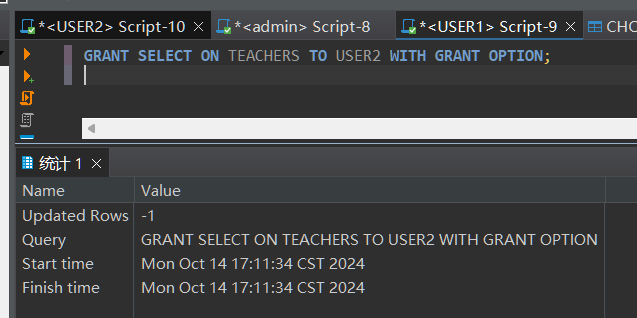 *<USER2> Script-10 *<admin> Script-8 *<USER1> Script-9 CHO
GRANT SELECT ON TEACHERS TO USER2 WITH GRANT OPTION;
统计 1
Name Value
Updated Rows -1
Query GRANT SELECT ON TEACHERS TO USER2 WITH GRANT OPTION
Start time Mon Oct 14 17:11:34 CST 2024
Finish time Mon Oct 14 17:11:34 CST 2024